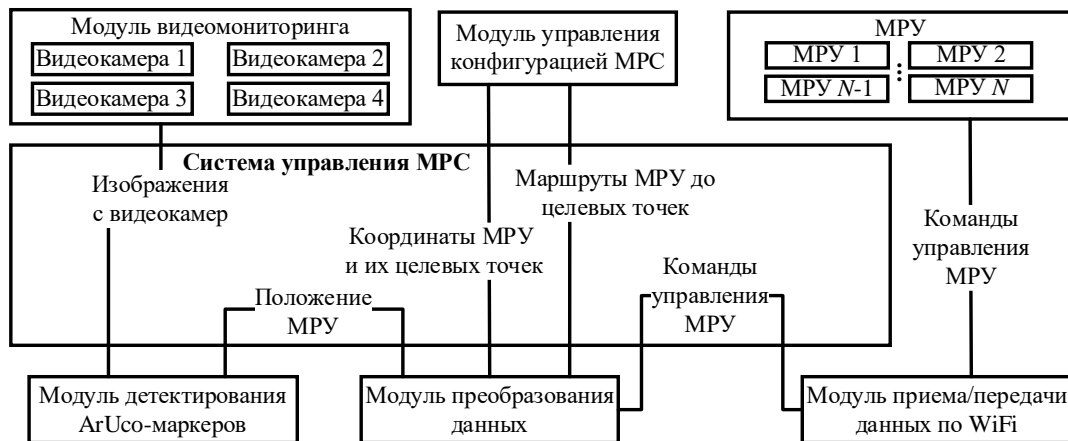 Модуль видеомониторинга
Видеокамера 1
Видеокамера 2
Видеокамера 3
Видеокамера 4
Модуль управления
конфигурацией МРС
МРУ
МРУ 1
МРУ 2
МРУ N-1
МРУ N
Система управления МРС
Изображения
с видеокамер
Маршруты МРУ до
целевых точек
Координаты МРУ
и их целевых точек
Команды
управления
МРУ
Положение
МРУ
Команды
управления
МРУ
Модуль детектирования
ArUco-маркеров
Модуль преобразования
данных
Модуль приема/передачи
данных по WiFi